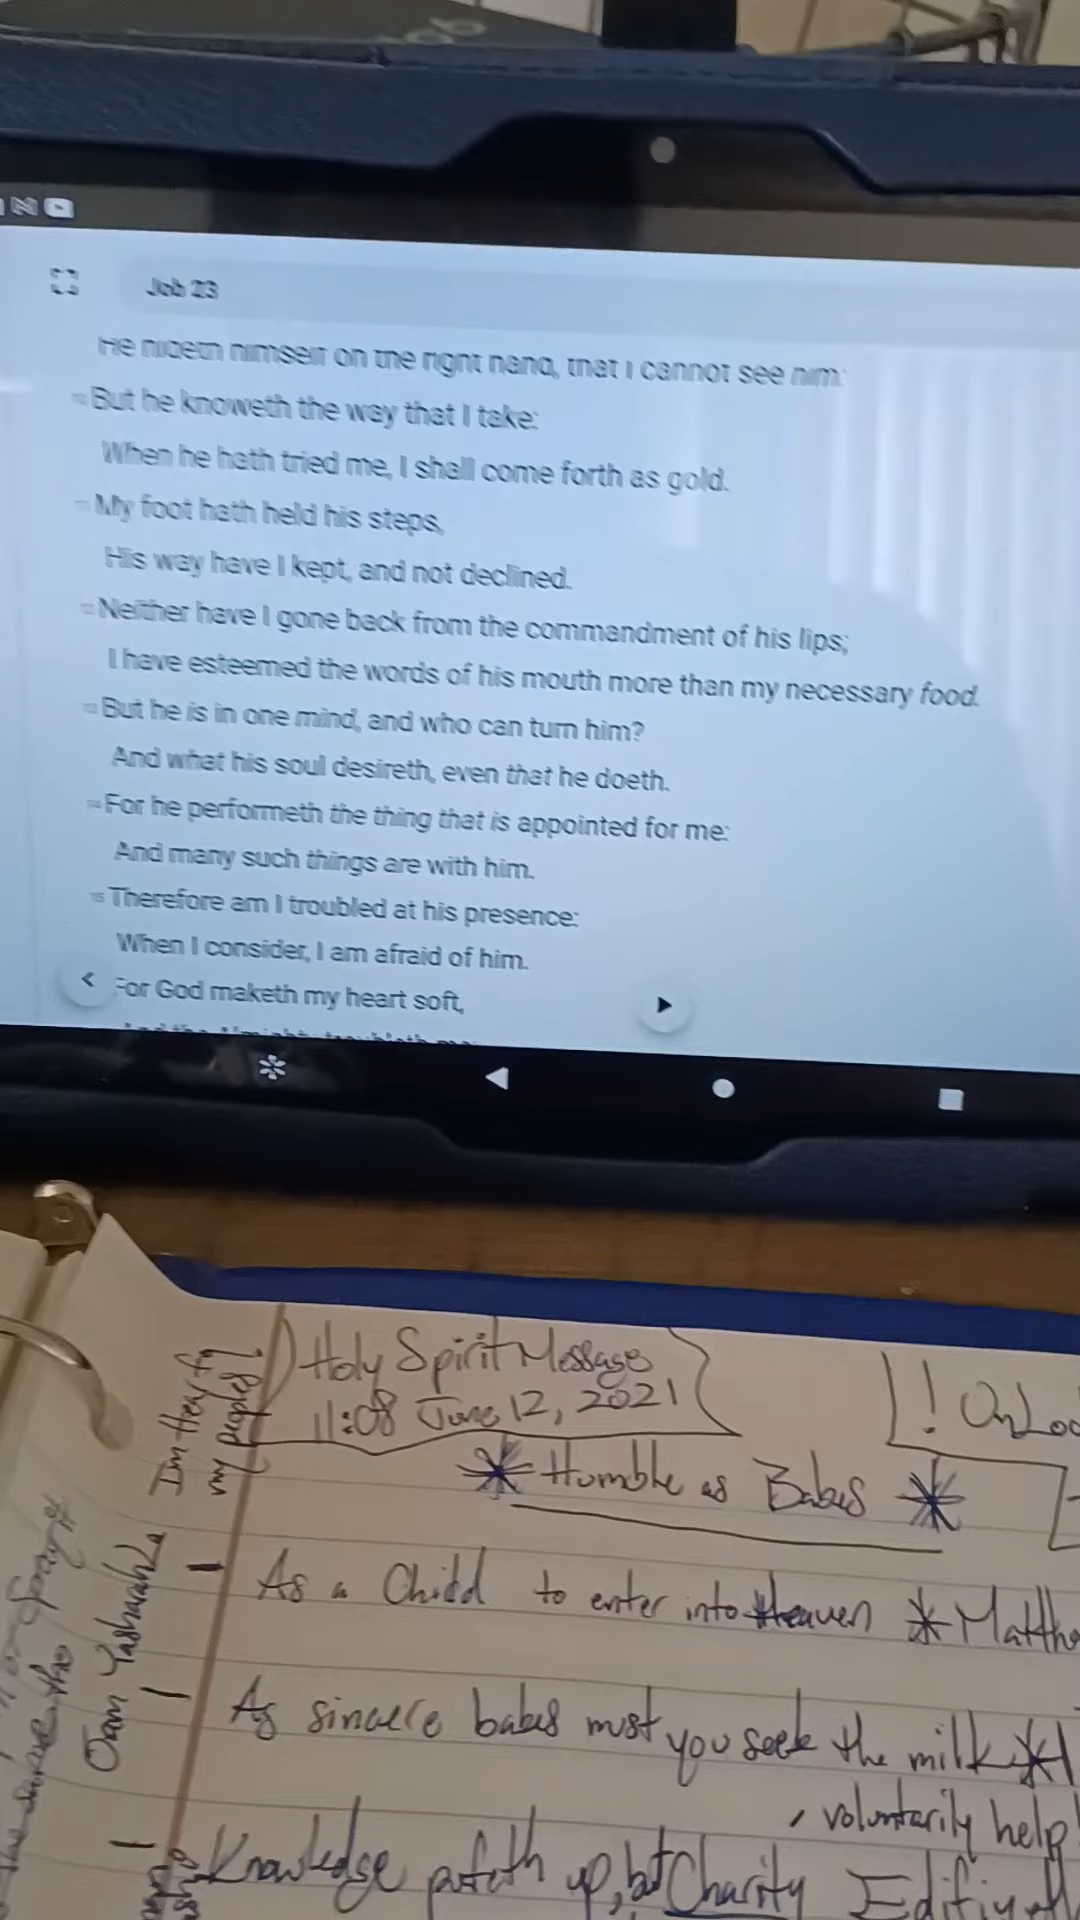 Job 23
He hideth himself on the right hand, that I cannot see him:
But he knoweth the way that I take:
When he hath tried me, I shall come forth as gold.
My foot hath held his steps,
His way have I kept, and not declined.
Neither have I gone back from the commandment of his lips;
I have esteemed the words of his mouth more than my necessary food.
But he is in one mind, and who can turn him?
And what his soul desireth, even that he doeth.
For he performeth the thing that is appointed for me:
And many such things are with him.
15 Therefore am I troubled at his presence:
When I consider, I am afraid of him.
For God maketh my heart soft,
Holy Spirit Message
11:08 June 12, 2021
* Humble as Babes *
- As a Child to enter into Heaven *
- As sincere babes must you seek the milk
, voluntarily help
- Knowledge puffeth up, but Charity
my people